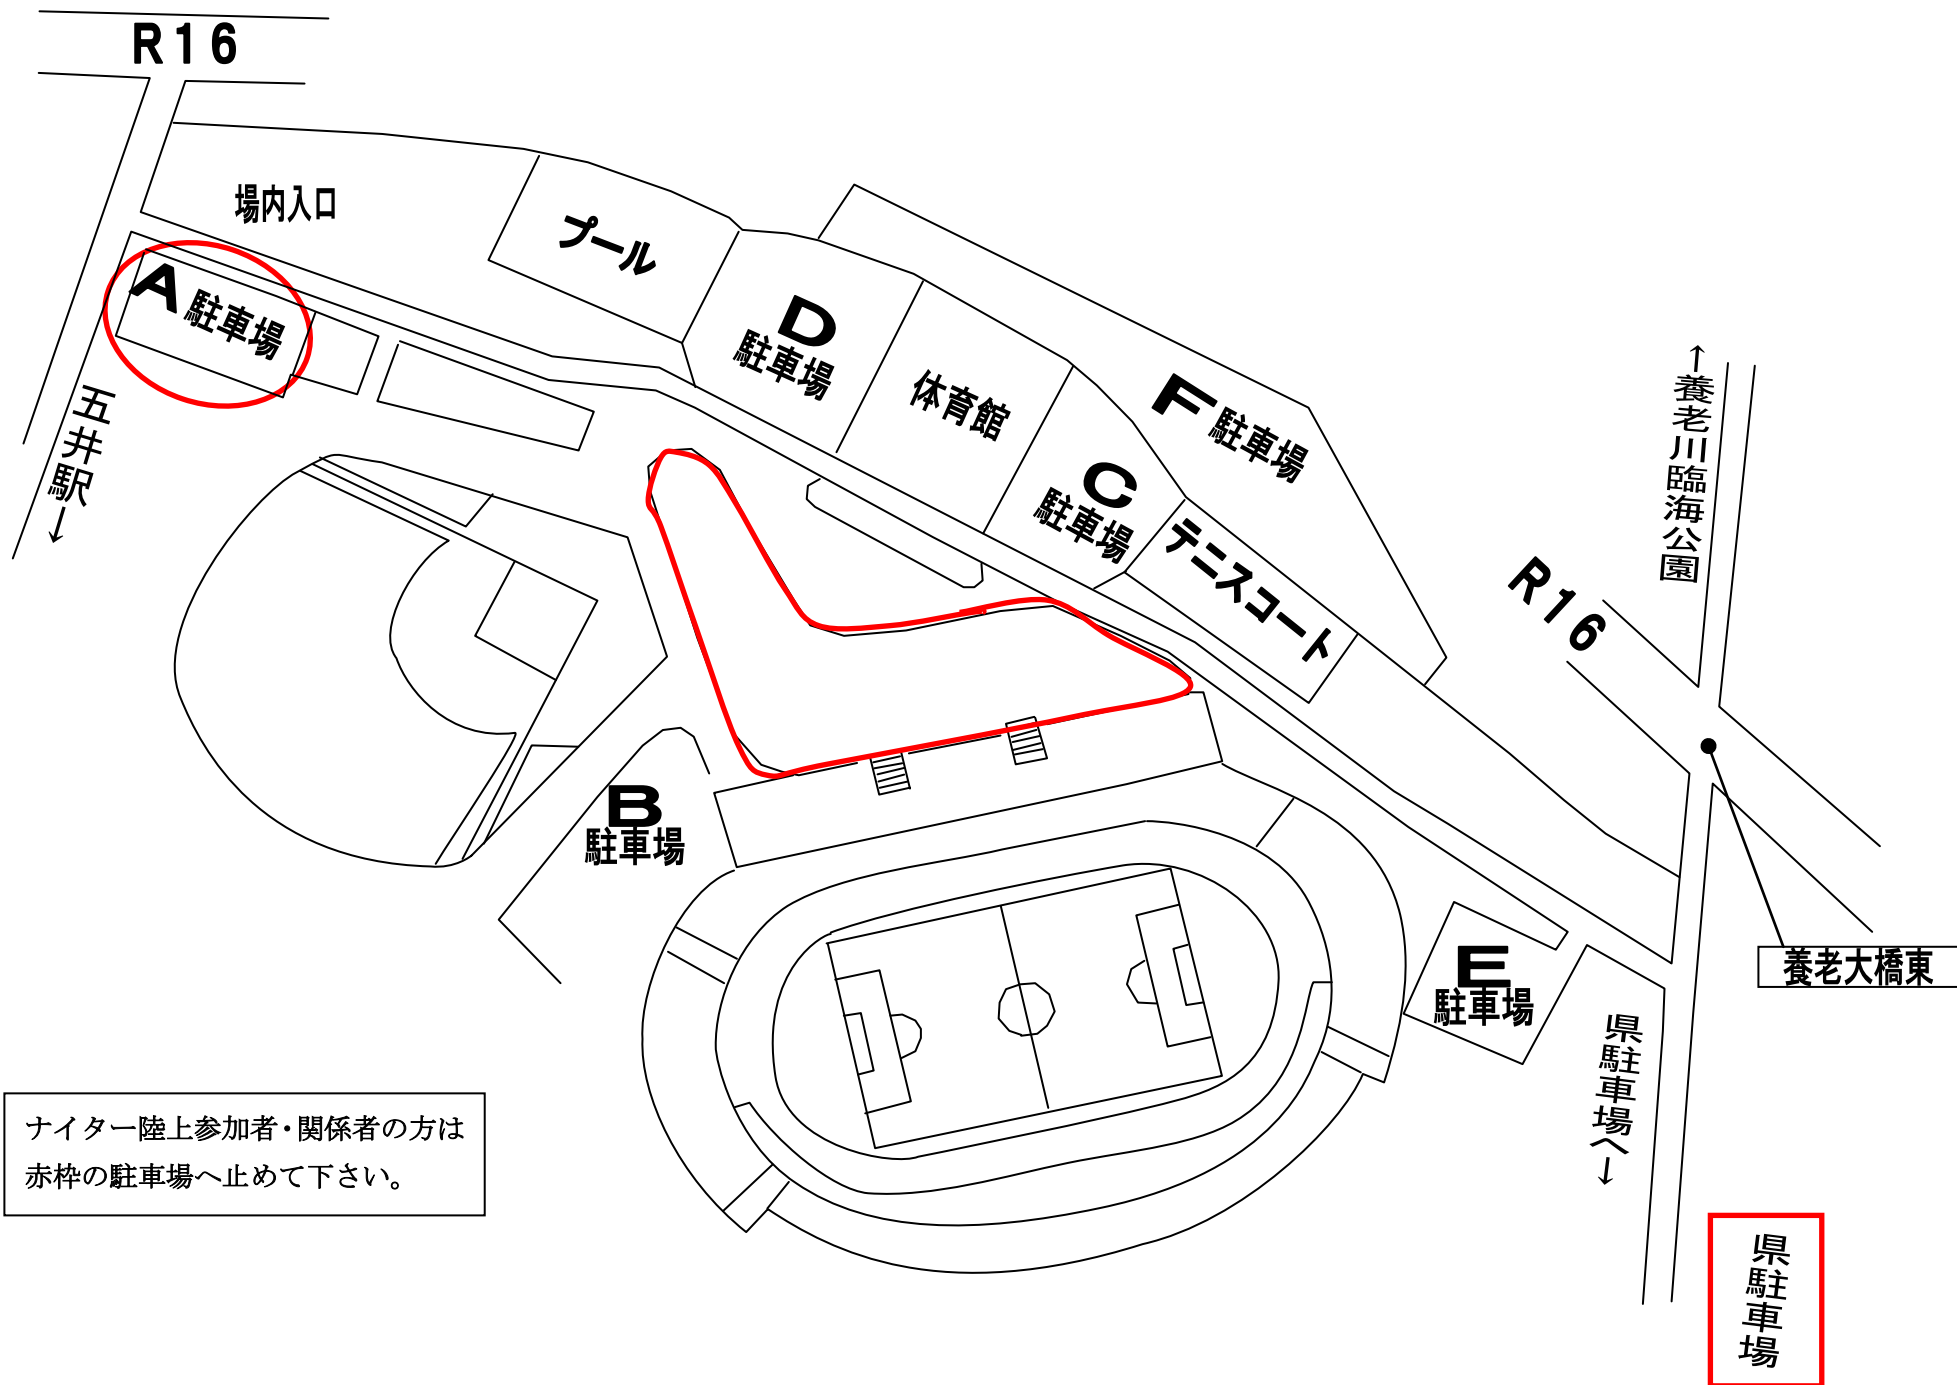 R16
場内入口
プール
A
駐車場
D
駐車場
体育館
F
駐車場
C
駐車場
テニスコート
五井駅→
←養老川臨海公園
R16
B
駐車場
E
駐車場
養老大橋東
県駐車場へ→
ナイター陸上参加者・関係者の方は
赤枠の駐車場へ止めて下さい。
県駐車場